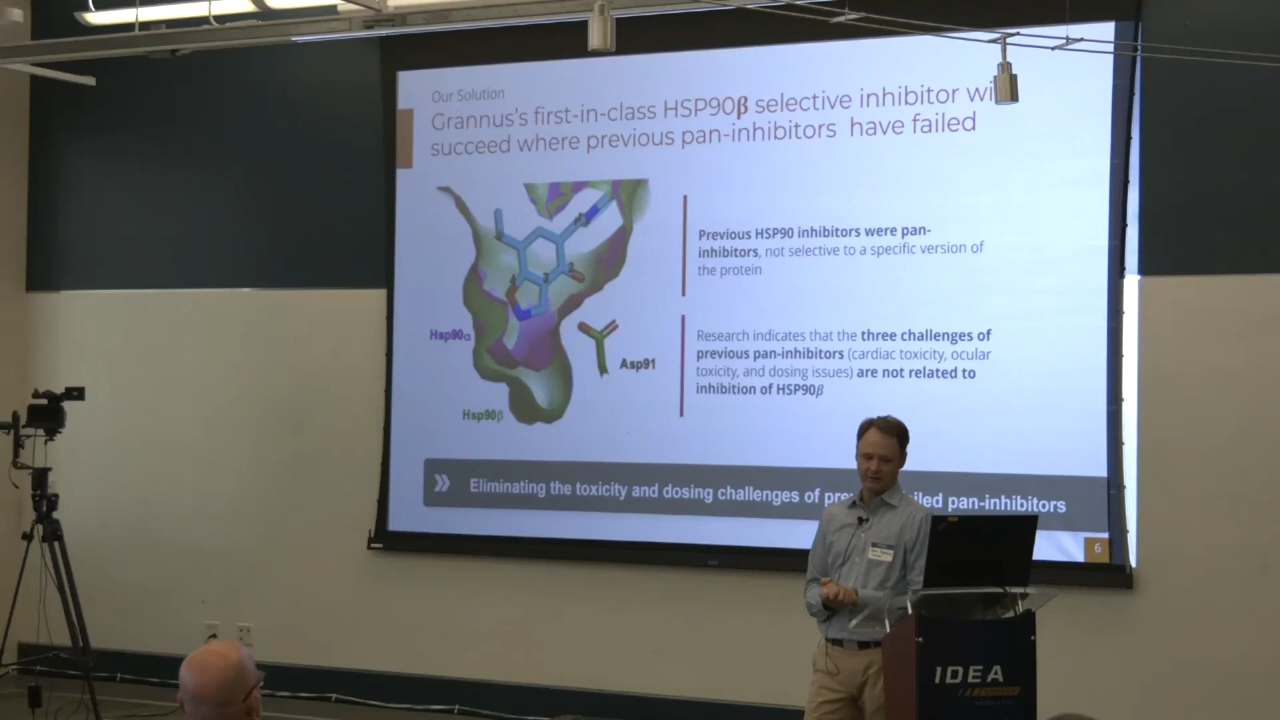 Our Solution
Grannus's first-in-class HSP90β selective inhibitor wi
succeed where previous pan-inhibitors have failed
Previous HSP90 inhibitors were pan-
inhibitors, not selective to a specific version of
the protein
Hsp90α
Asp91
Hsp90β
Research indicates that the three challenges of
previous pan-inhibitors (cardiac toxicity, ocular
toxicity, and dosing issues) are not related to
inhibition of HSP90β
Eliminating the toxicity and dosing challenges of pre iled pan-inhibitors
6
IDEA